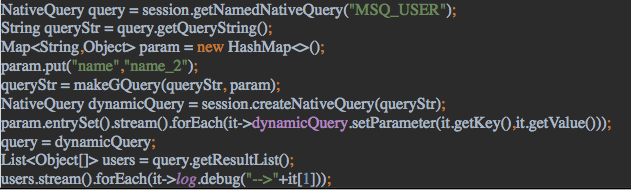 NativeQuery query = session.getNamedNativeQuery("MSQ_USER");
String queryStr = query.getQueryString();
Map<String,Object> param = new HashMap<>();
param.put("name","name_2");
queryStr = makeGQuery(queryStr, param);
NativeQuery dynamicQuery = session.createNativeQuery(queryStr);
param.entrySet().stream().forEach(it->dynamicQuery.setParameter(it.getKey(),it.getValue()));
query = dynamicQuery;
List<Object[]> users = query.getResultList();
users.stream().forEach(it->log.debug("-->"+it[1]));